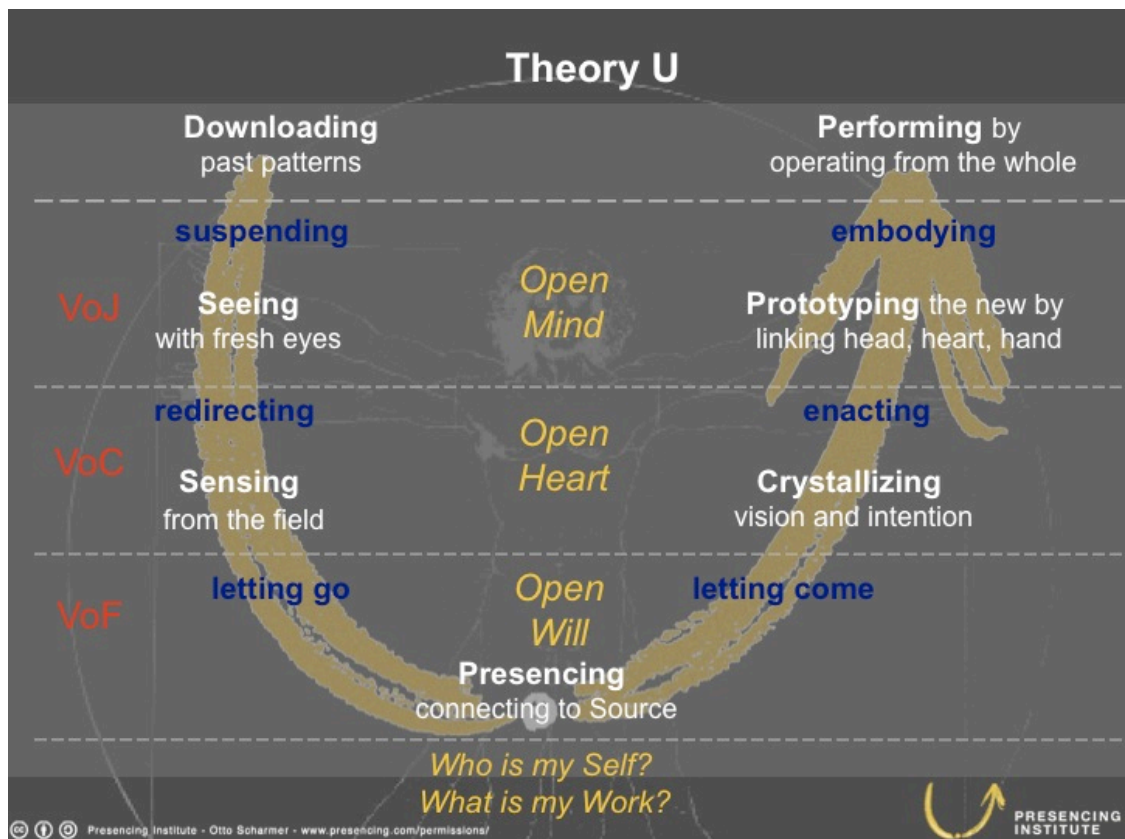 Theory U
Downloading
past patterns
Performing by
operating from the whole
suspending
embodying
VoJ
Seeing
with fresh eyes
Open
Mind
Prototyping the new by
linking head, heart, hand
redirecting
enacting
VoC
Sensing
from the field
Open
Heart
Crystallizing
vision and intention
letting go
letting come
VoF
Open
Will
Presencing
connecting to Source
Who is my Self?
What is my Work?
cc Presencing Institute - Otto Scharmer - www.presencing.com/permissions/
PRESENCING
INSTITUTE